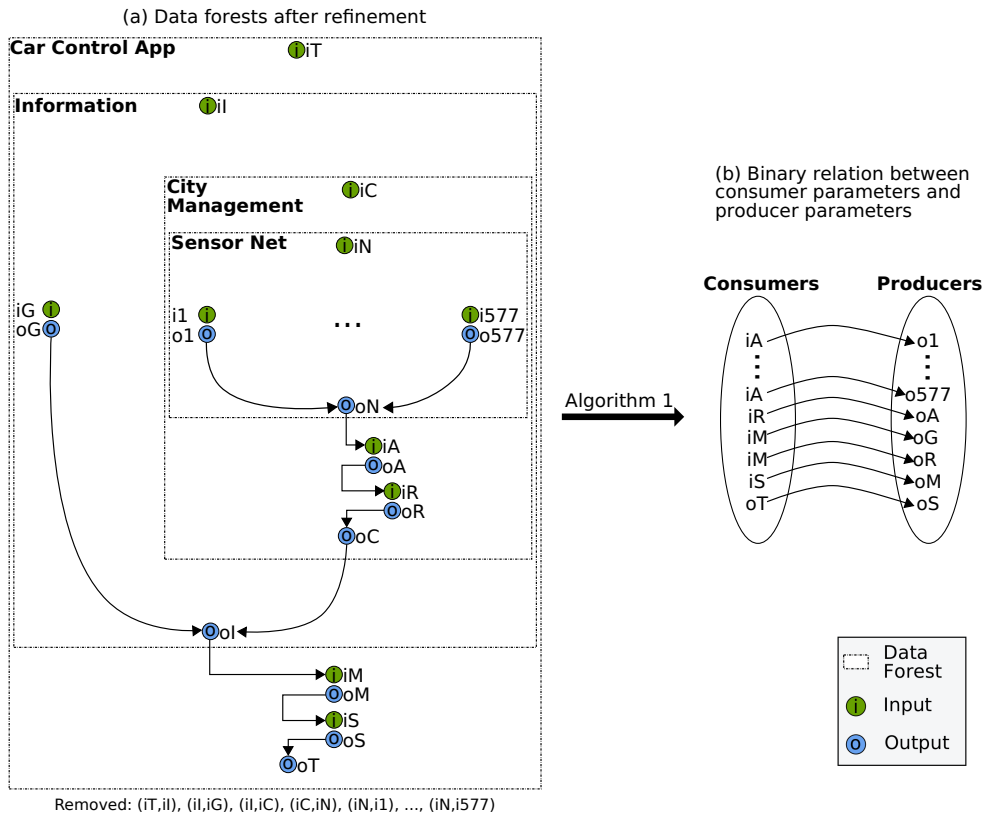 (a) Data forests after refinement
Car Control App
i iT
Information
i iI
City
Management
i iC
Sensor Net
i iN
iG i
oG o
i1 i
o1 o
...
i i577
o o577
o oN
i iA
o oA
i iR
o oR
o oC
o oI
i iM
o oM
i iS
o oS
o oT
Removed: (iT,iI), (iI,iG), (iI,iC), (iC,iN), (iN,i1), ..., (iN,i577)
Algorithm 1
(b) Binary relation between
consumer parameters and
producer parameters
Consumers
Producers
iA
o1
iA
o577
iR
oA
iM
oG
iM
oR
iS
oM
oT
oS
Data
Forest
i Input
o Output